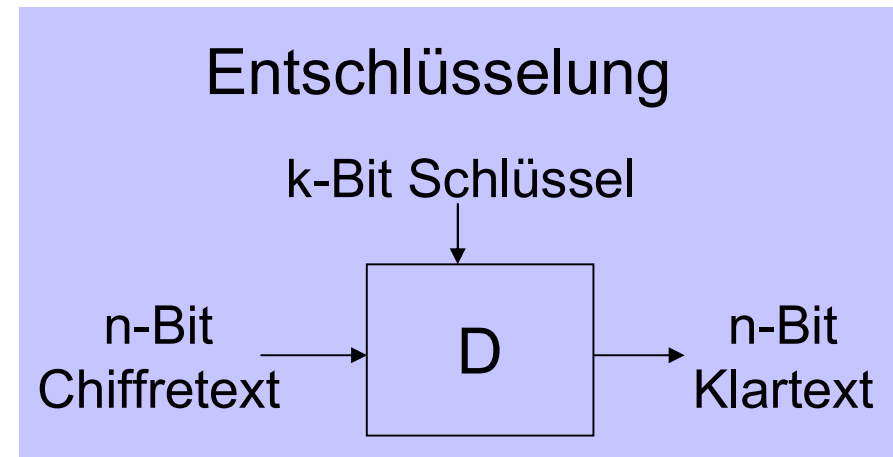 Entschlüsselung
k-Bit Schlüssel
n-Bit
Chiffretext
D
n-Bit
Klartext